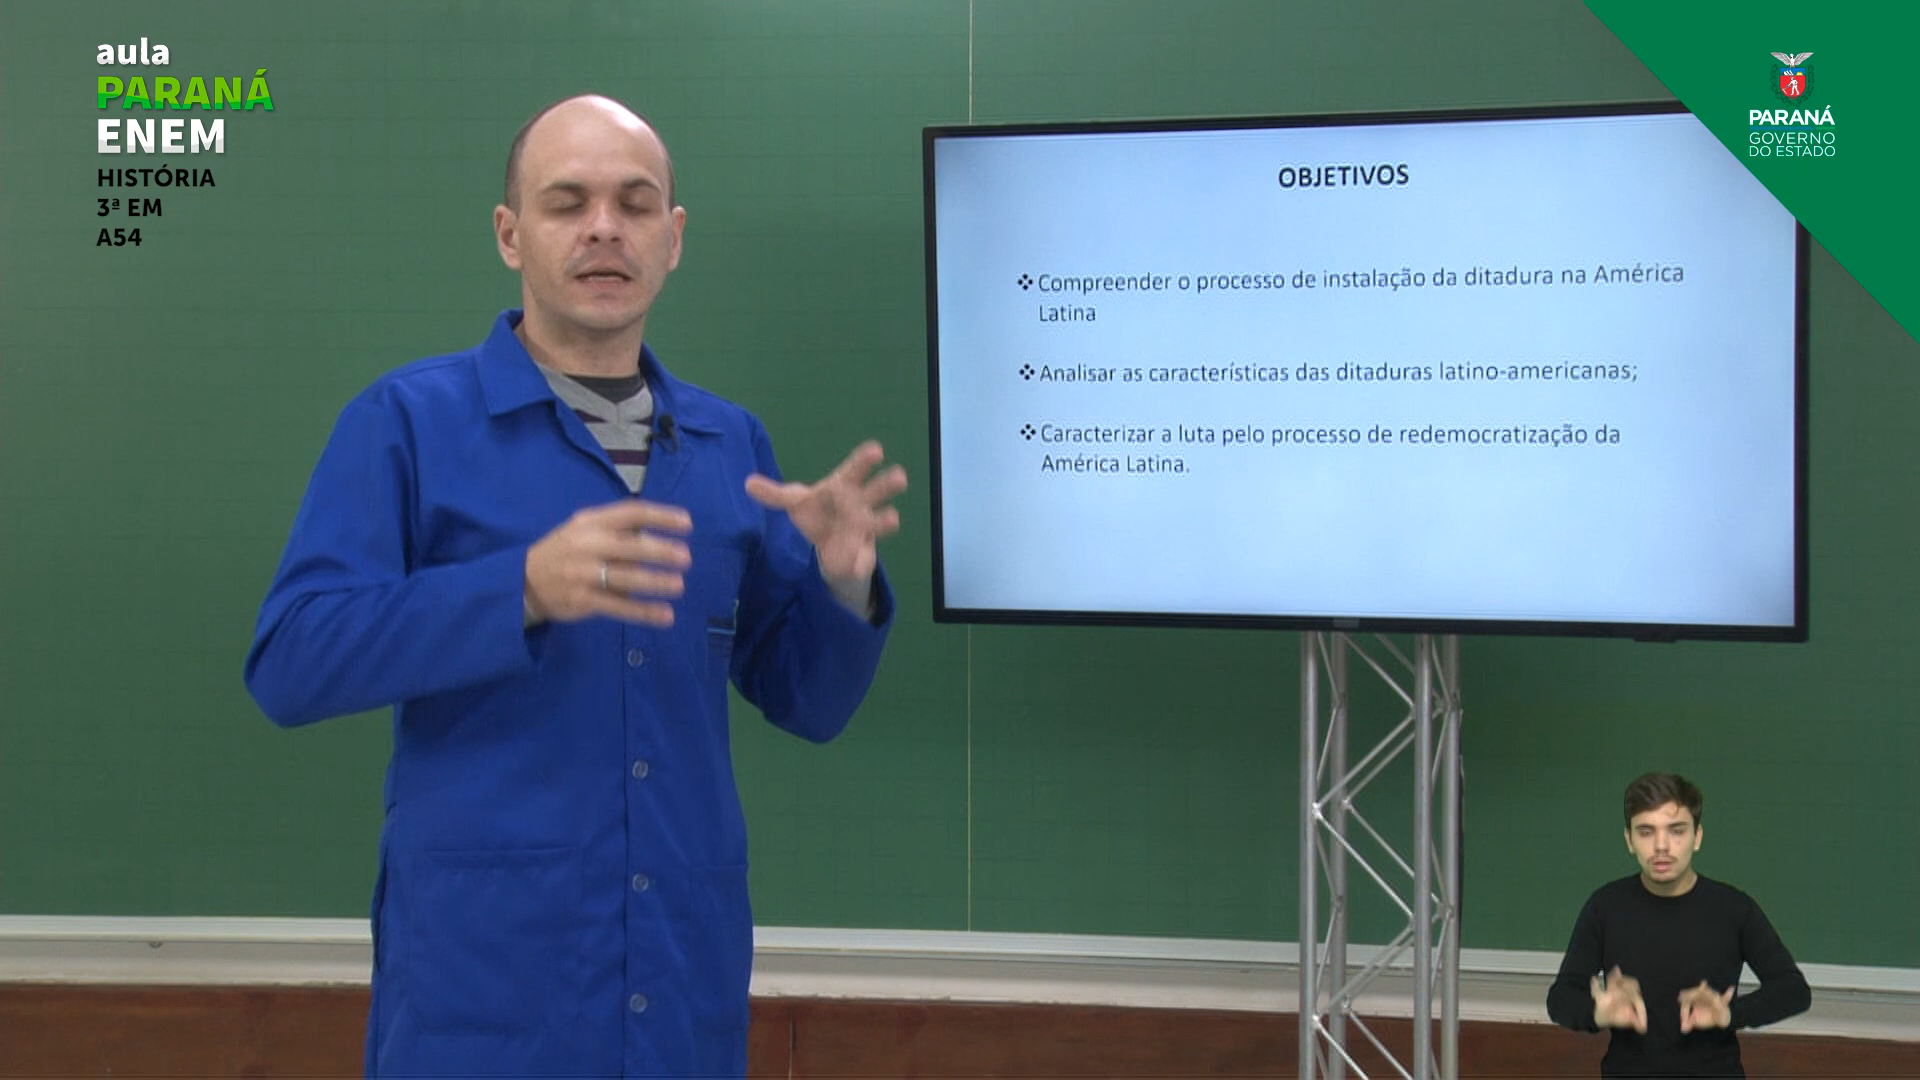 aula
PARANÁ
ENEM
HISTÓRIA
3ª EM
A54
PARANÁ
GOVERNO
DO ESTADO
OBJETIVOS
❖ Compreender o processo de instalação da ditadura na América
Latina
❖ Analisar as características das ditaduras latino-americanas;
❖ Caracterizar a luta pelo processo de redemocratização da
América Latina.